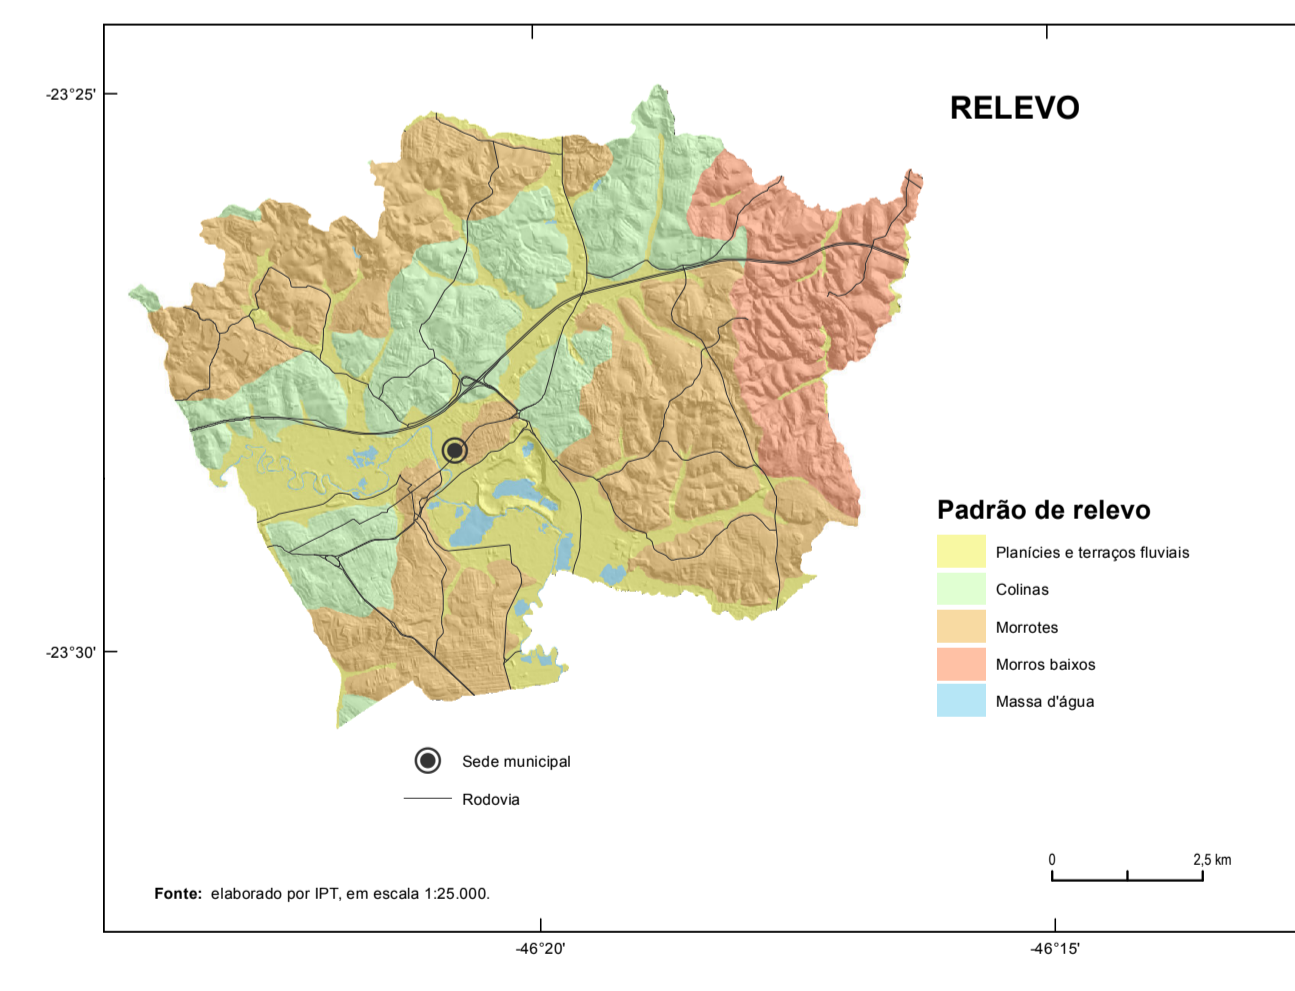 RELEVO
-23°25'
Padrão de relevo
Planícies e terraços fluviais
Colinas
Morrotes
Morros baixos
Massa d'água
-23°30'
Sede municipal
Rodovia
0 2,5 km
Fonte: elaborado por IPT, em escala 1:25.000.
-46°20' -46°15'